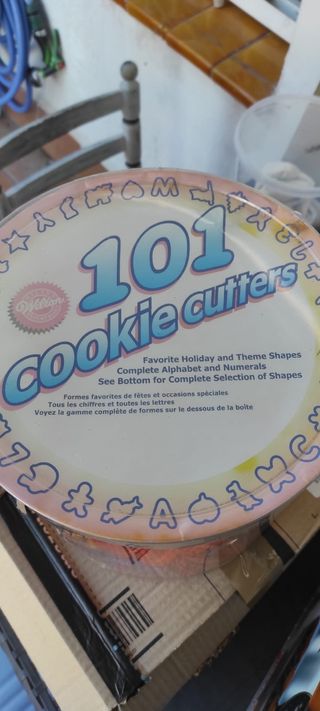 101
Wilton
cookie cutters
Favorite Holiday and Theme Shapes
Complete Alphabet and Numerals
See Bottom for Complete Selection of Shapes
Formes favorites de fêtes et occasions spéciales
Tous les chiffres et toutes les lettres
Voyez la gamme complète de formes sur le dessous de la boîte